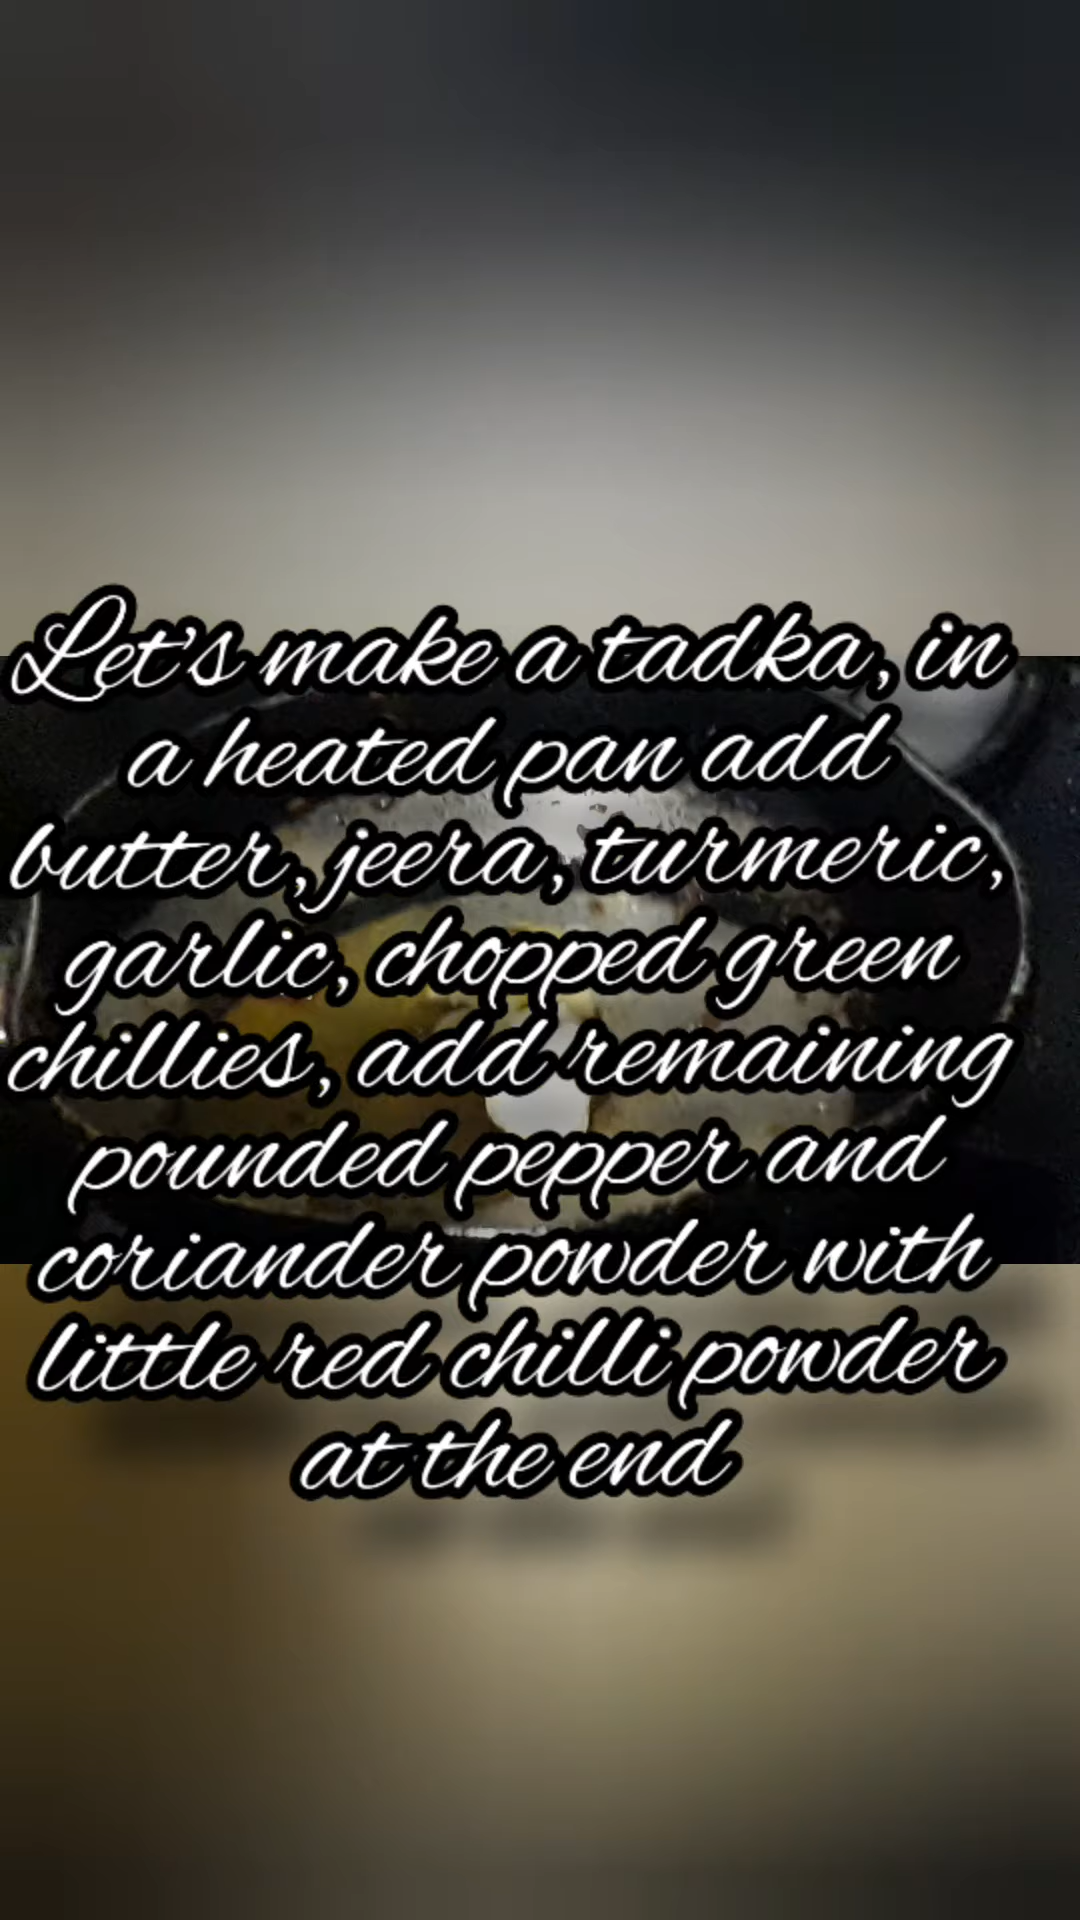 Let's make a tadka, in
a heated pan add
butter, jeera, turmeric,
garlic, chopped green
chillies, add remaining
pounded pepper and
coriander powder with
little red chilli powder
at the end